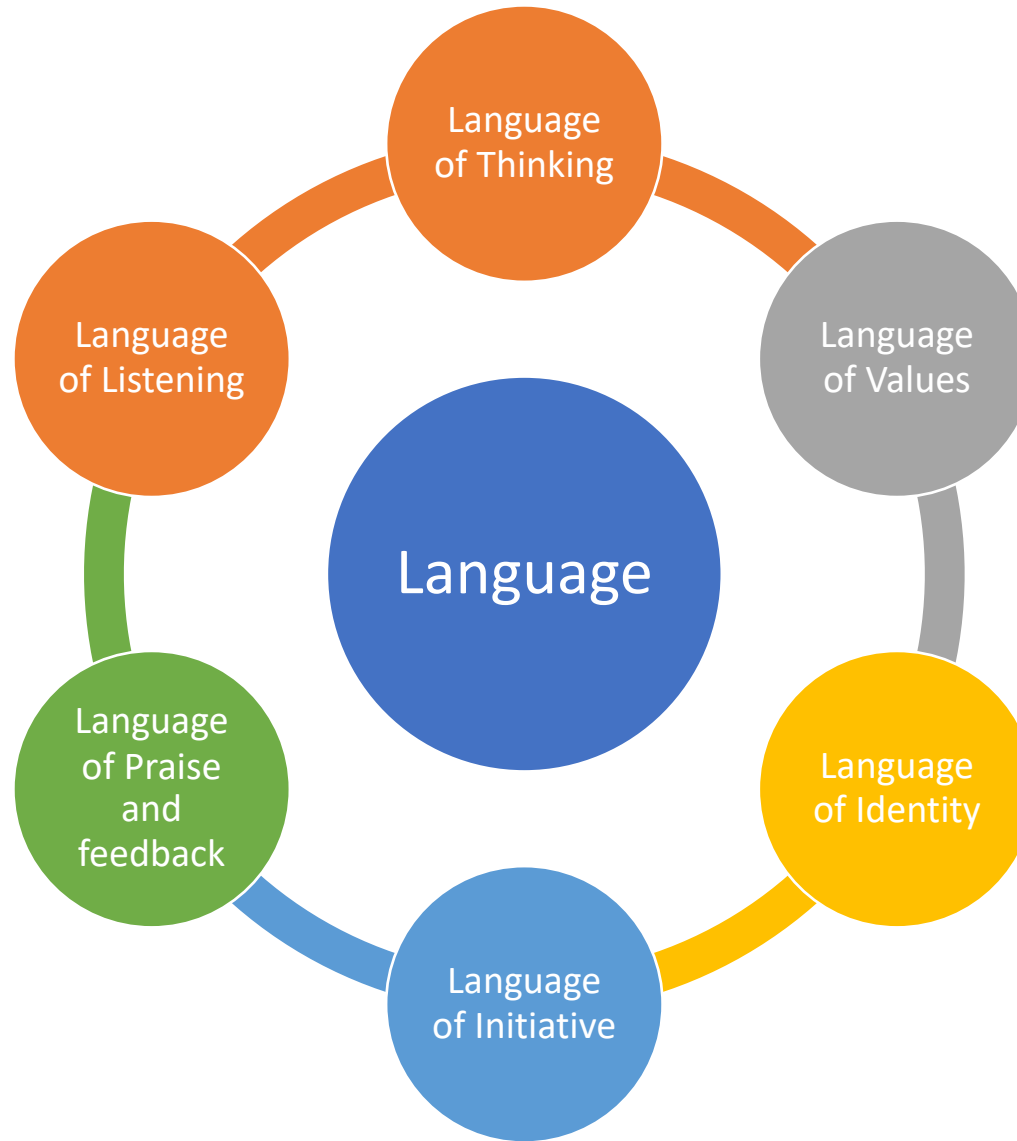 Language
of Thinking
Language
of Values
Language
of Identity
Language
of Initiative
Language
of Praise
and
feedback
Language
of Listening
Language